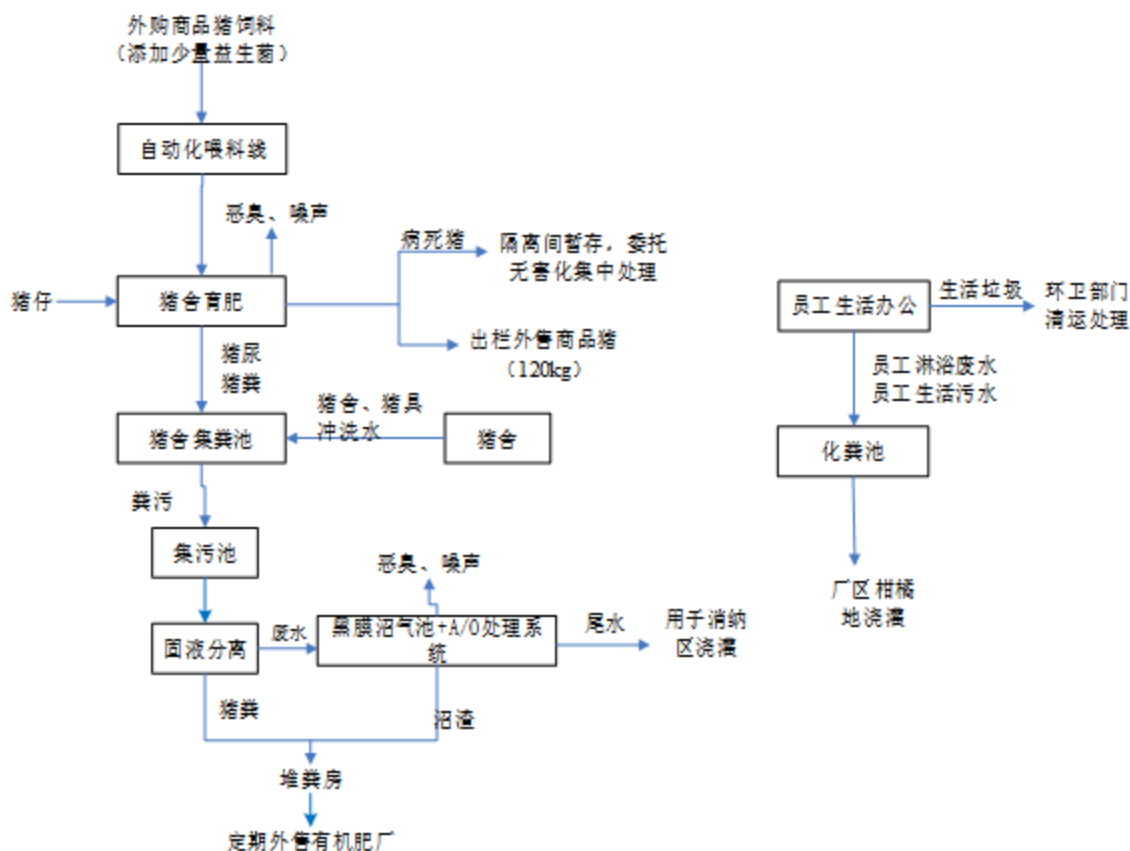 外购商品猪饲料
（添加少量益生菌）
自动化喂料线
恶臭、噪声
病死猪
隔离间暂存，委托
无害化集中处理
猪仔
猪舍育肥
出栏外售商品猪
（120kg）
猪尿
猪粪
猪舍、猪具
冲洗水
猪舍集粪池
猪舍
粪污
集污池
恶臭、噪声
固液分离
废水
黑膜沼气池+A/O处理系
统
尾水
用于消纳
区浇灌
猪粪
沼渣
堆粪房
定期外售有机肥厂
员工生活办公
生活垃圾
环卫部门
清运处理
员工淋浴废水
员工生活污水
化粪池
厂区柑橘
地浇灌